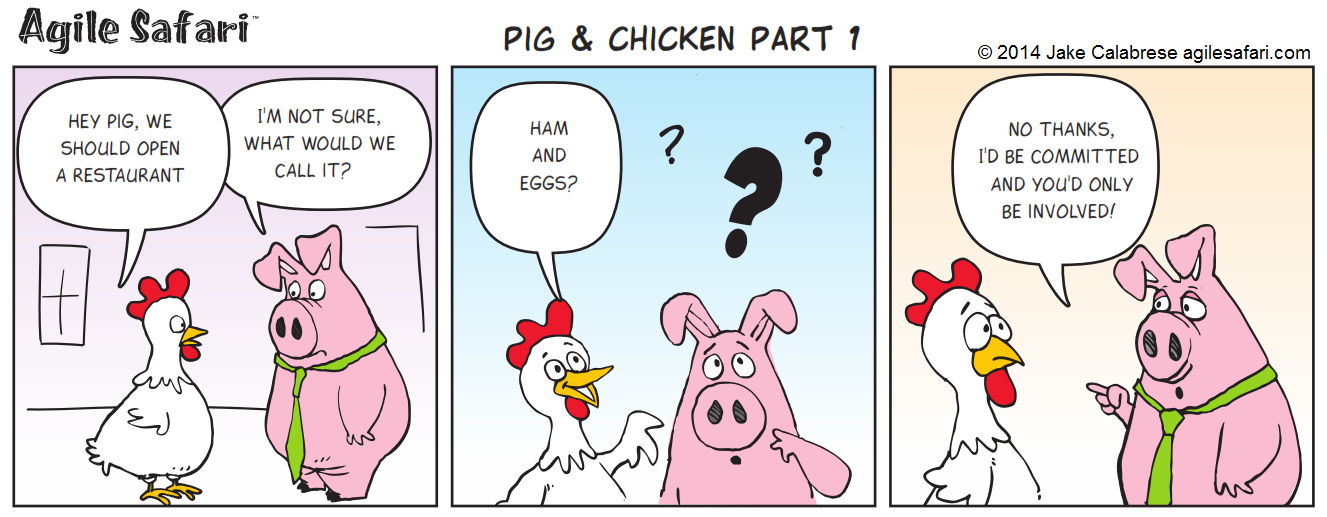 Agile Safari™
PIG & CHICKEN PART 1
© 2014 Jake Calabrese agilesafari.com
HEY PIG, WE
SHOULD OPEN
A RESTAURANT
I'M NOT SURE,
WHAT WOULD WE
CALL IT?
HAM
AND
EGGS?
? ? ?
NO THANKS,
I'D BE COMMITTED
AND YOU'D ONLY
BE INVOLVED!